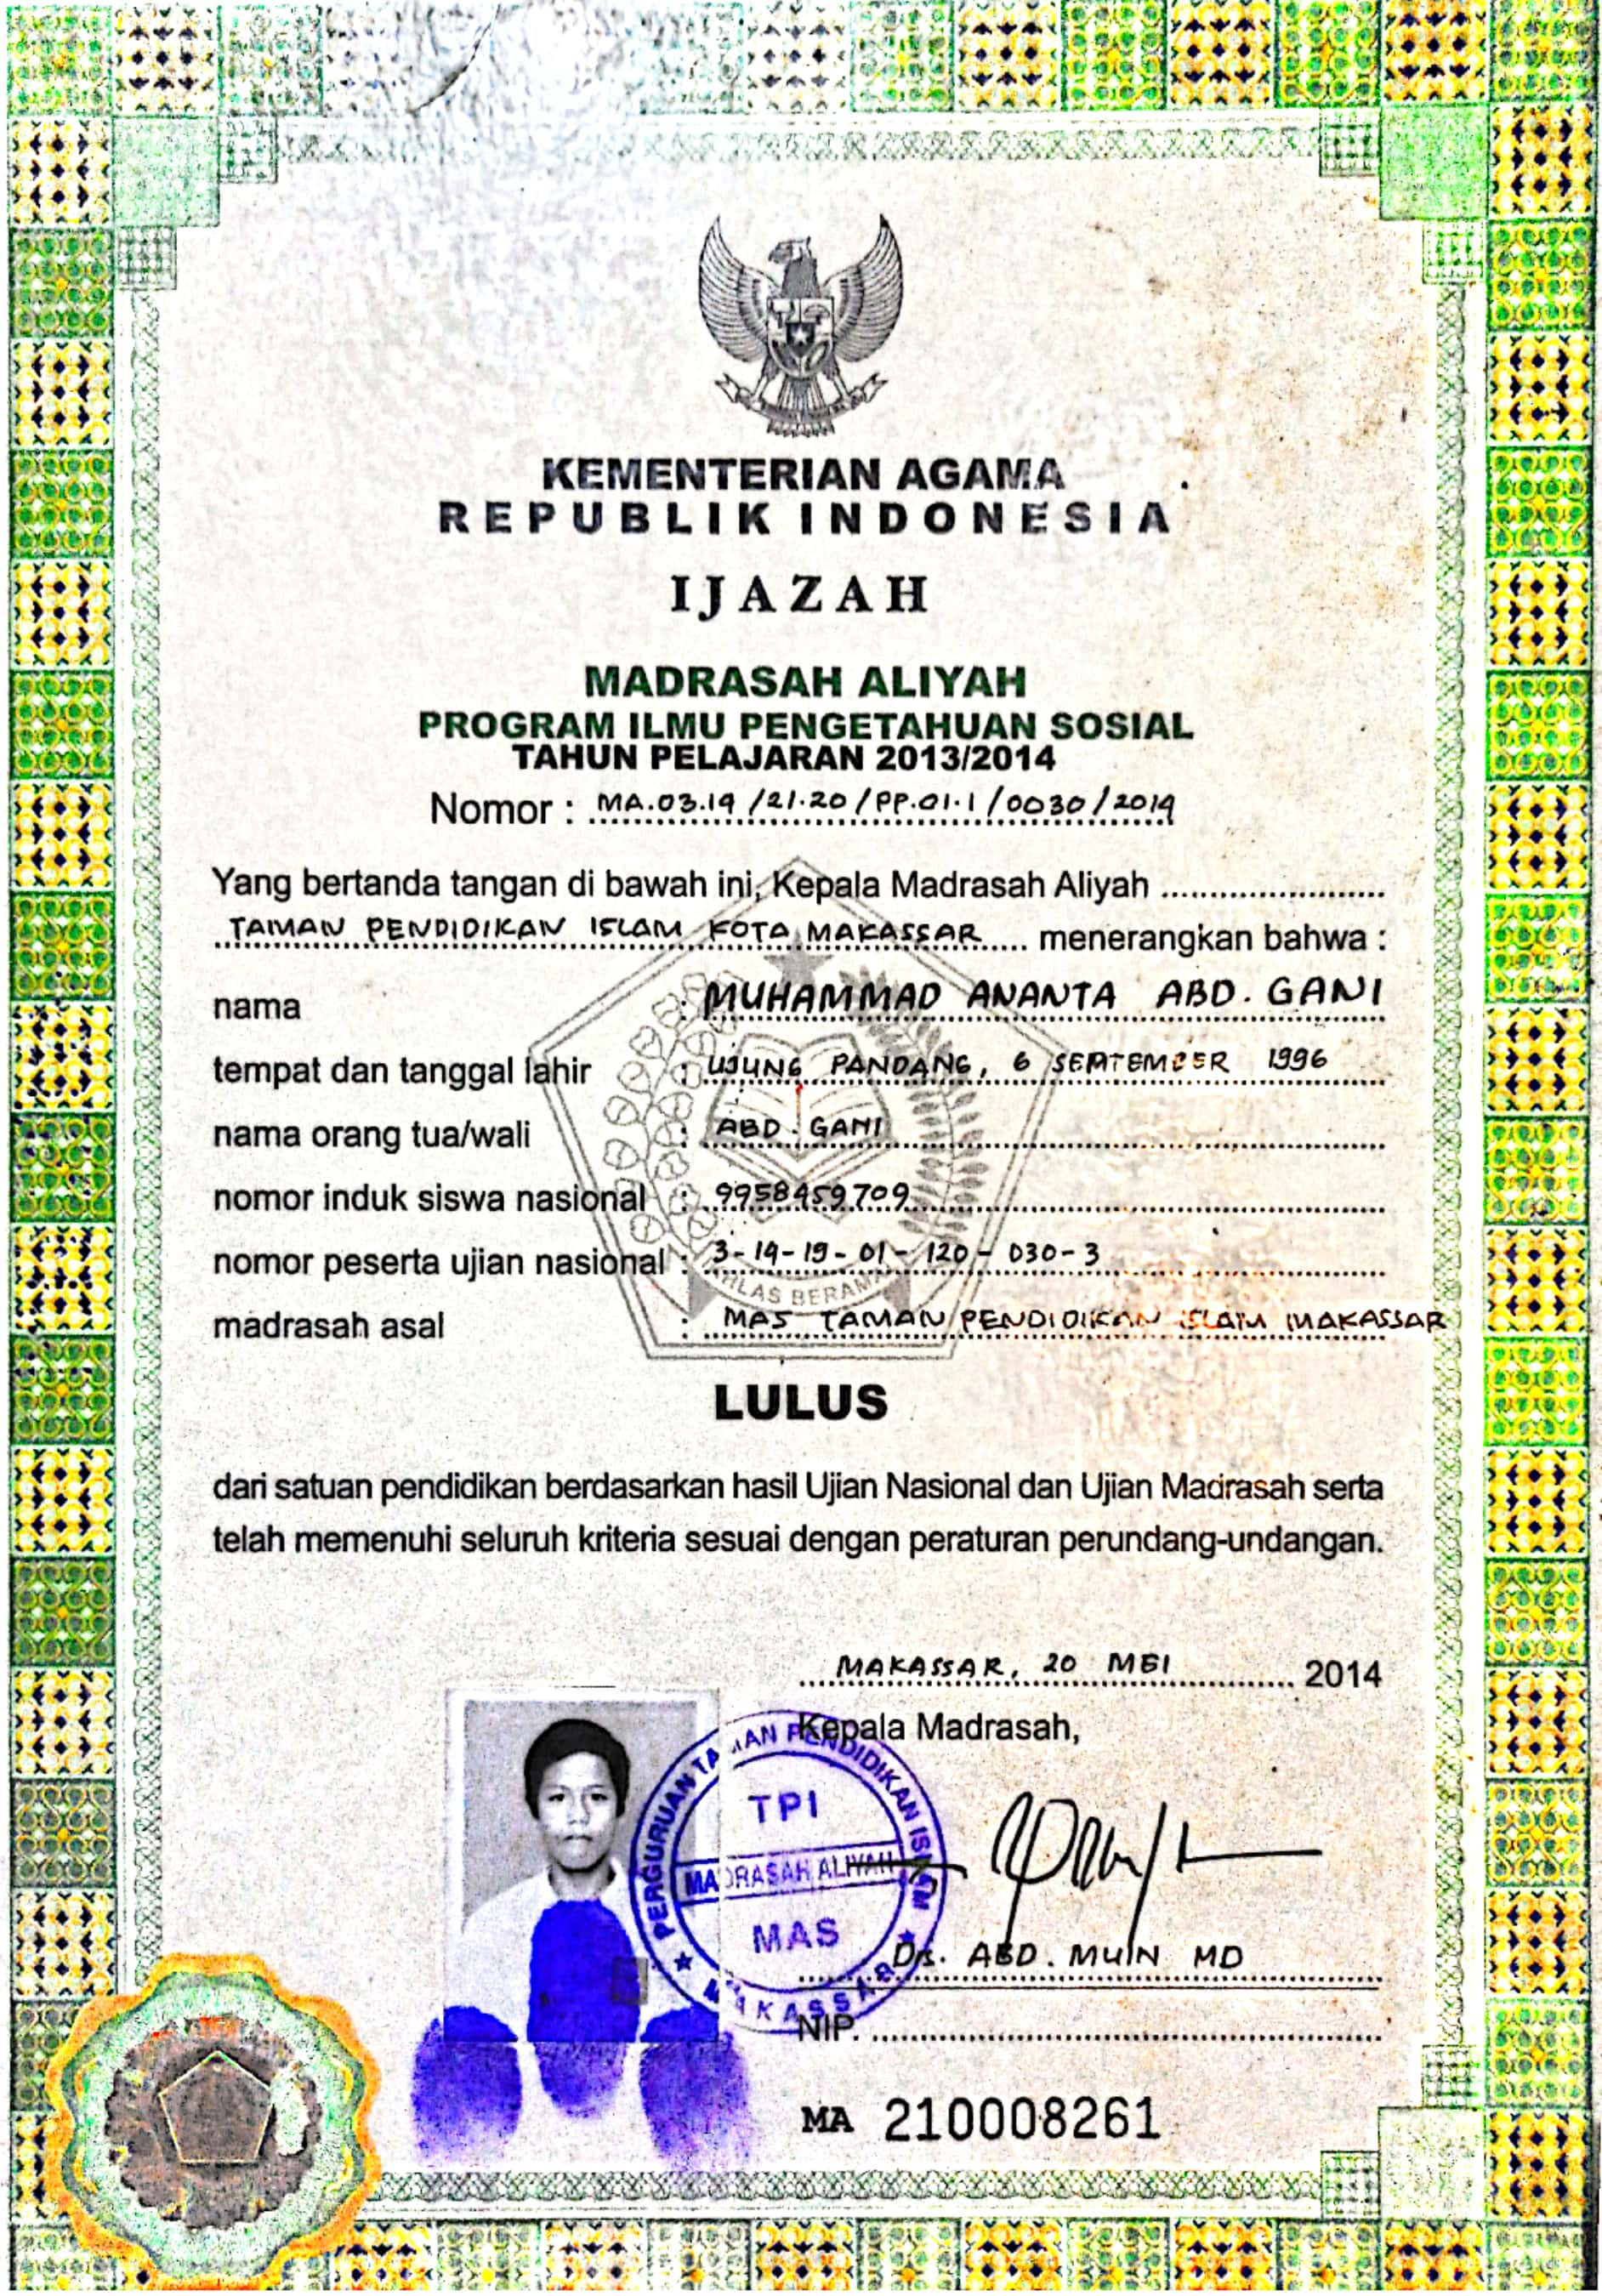 KEMENTERIAN AGAMA
REPUBLIK INDONESIA
IJAZAH
MADRASAH ALIYAH
PROGRAM ILMU PENGETAHUAN SOSIAL
TAHUN PELAJARAN 2013/2014
Nomor : MA.03.19/21.20/PP.01.1/0030/2014
Yang bertanda tangan di bawah ini, Kepala Madrasah Aliyah
TAMAN PENDIDIKAN ISLAM KOTA MAKASSAR menerangkan bahwa :
nama : MUHAMMAD ANANTA ABD. GANI
tempat dan tanggal lahir : UJUNG PANDANG, 6 SEPTEMBER 1996
nama orang tua/wali : ABD. GANI
nomor induk siswa nasional : 9958459709
nomor peserta ujian nasional : 3-14-19-01-120-030-3
madrasah asal : MAS TAMAN PENDIDIKAN ISLAM MAKASSAR
IKHLAS BERAMAL
LULUS
dari satuan pendidikan berdasarkan hasil Ujian Nasional dan Ujian Madrasah serta
telah memenuhi seluruh kriteria sesuai dengan peraturan perundang-undangan.
MAKASSAR, 20 MEI 2014
Kepala Madrasah,
PERGURUAN TAMAN PENDIDIKAN ISLAM
TPI
MADRASAH ALIYAH
MAS
MAKASSAR
Drs. ABD. MUIN MD
NIP.
MA 210008261